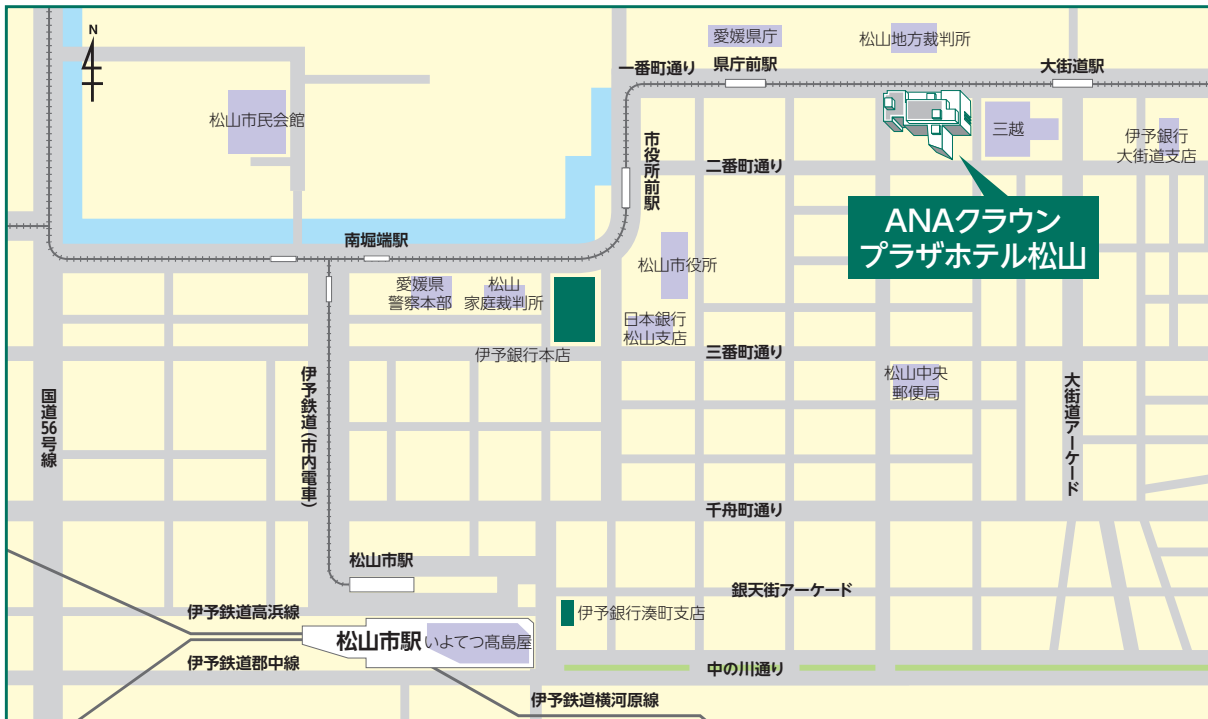 N
愛媛県庁
松山地方裁判所
一番町通り
県庁前駅
大街道駅
松山市民会館
三越
伊予銀行
大街道支店
市役所前駅
二番町通り
ANAクラウン
プラザホテル松山
南堀端駅
松山市役所
愛媛県
警察本部
松山
家庭裁判所
日本銀行
松山支店
伊予銀行本店
三番町通り
松山中央
郵便局
国道56号線
伊予鉄道(市内電車)
大街道アーケード
千舟町通り
松山市駅
銀天街アーケード
伊予鉄道高浜線
伊予銀行湊町支店
松山市駅
いよてつ髙島屋
伊予鉄道郡中線
中の川通り
伊予鉄道横河原線